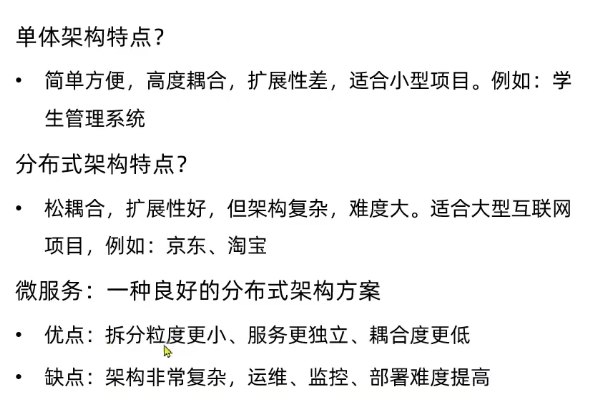 单体架构特点？
• 简单方便，高度耦合，扩展性差，适合小型项目。例如：学
生管理系统
分布式架构特点？
• 松耦合，扩展性好，但架构复杂，难度大。适合大型互联网
项目，例如：京东、淘宝
微服务：一种良好的分布式架构方案
• 优点：拆分粒度更小、服务更独立、耦合度更低
• 缺点：架构非常复杂，运维、监控、部署难度提高